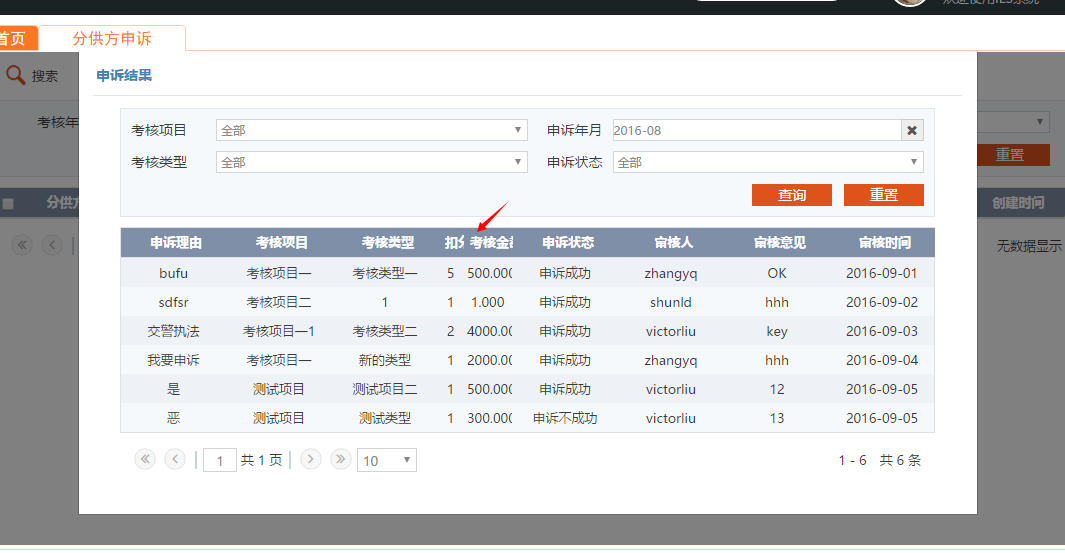 首页 分供方申诉
搜索
申诉结果
考核年
考核项目 全部 申诉年月 2016-08
考核类型 全部 申诉状态 全部
查询 重置
重置
分供方
创建时间
无数据显示
申诉理由 考核项目 考核类型 扣分 考核金额 申诉状态 审核人 审核意见 审核时间
bufu 考核项目一 考核类型一 5 500.000 申诉成功 zhangyq OK 2016-09-01
sdfsr 考核项目二 1 1 1.000 申诉成功 shunld hhh 2016-09-02
交警执法 考核项目一1 考核类型二 2 4000.00 申诉成功 victorliu key 2016-09-03
我要申诉 考核项目一 新的类型 1 2000.00 申诉成功 zhangyq hhh 2016-09-04
是 测试项目 测试项目二 1 500.000 申诉成功 victorliu 12 2016-09-05
恶 测试项目 测试类型 1 300.000 申诉不成功 victorliu 13 2016-09-05
1 共 1 页 10 1 - 6 共 6 条